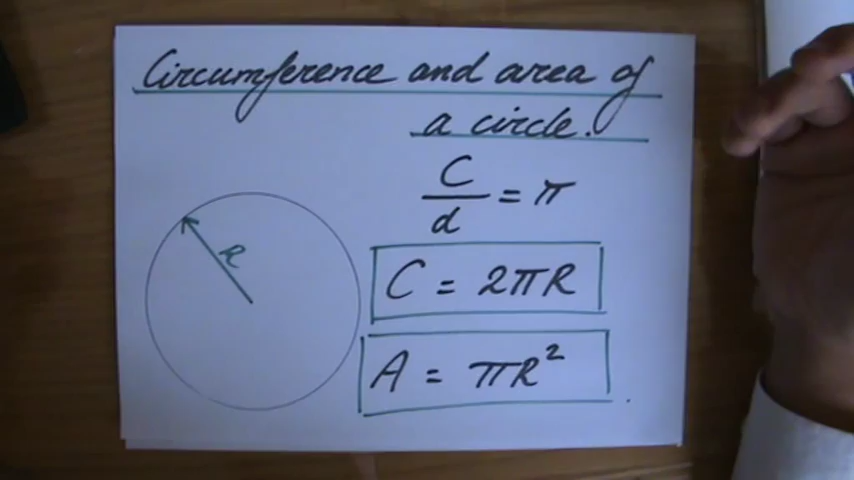 Circumference and area of
a circle.
C/d = π
R
C = 2πR
A = πR²